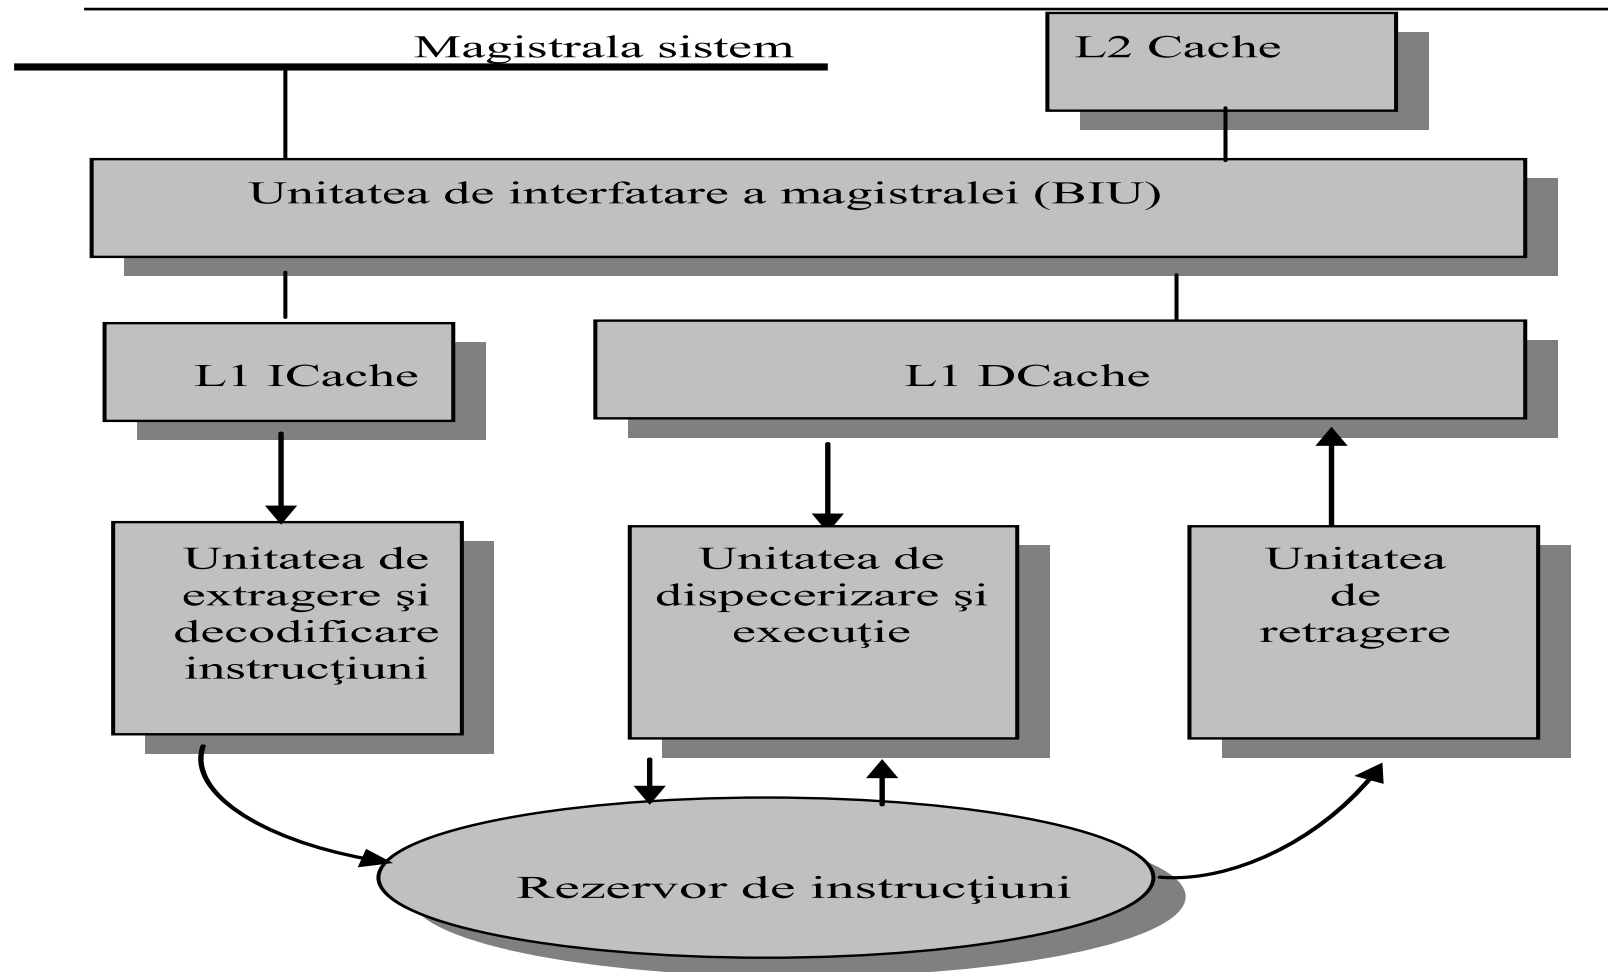 Magistrala sistem
L2 Cache
Unitatea de interfatare a magistralei (BIU)
L1 ICache
L1 DCache
Unitatea de
extragere şi
decodificare
instrucţiuni
Unitatea de
dispecerizare şi
execuţie
Unitatea
de
retragere
Rezervor de instrucţiuni